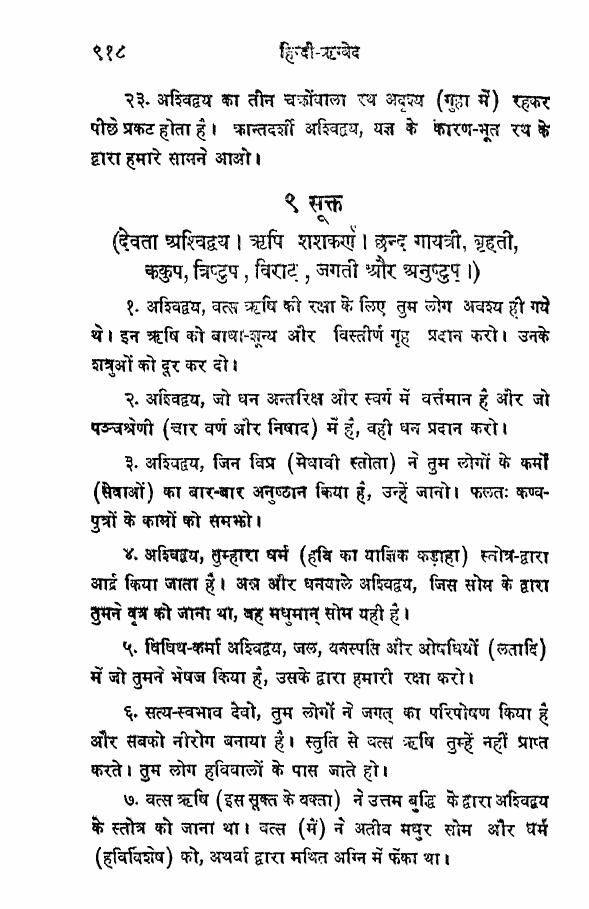 ९१८ हिन्दी-ऋग्वेद
२३. अश्विद्वय का तीन चक्रोंवाला रथ अदृश्य (गुहा में) रहकर
पीछे प्रकट होता है। क्रान्तदर्शी अश्विद्वय, यज्ञ के कारण-भूत रथ के
द्वारा हमारे सामने आओ।
९ सूक्त
(देवता अश्विद्वय। ऋषि शशकर्ण। छन्द गायत्री, बृहती,
ककुप, त्रिष्टुप, विराट्, जगती और अनुष्टुप्।)
१. अश्विद्वय, वत्स ऋषि की रक्षा के लिए तुम लोग अवश्य ही गये
थे। इन ऋषि को बाधा-शून्य और विस्तीर्ण गृह प्रदान करो। उनके
शत्रुओं को दूर कर दो।
२. अश्विद्वय, जो धन अन्तरिक्ष और स्वर्ग में वर्त्तमान है और जो
पञ्चश्रेणी (चार वर्ण और निषाद) में है, वही धन प्रदान करो।
३. अश्विद्वय, जिन विप्र (मेधावी स्तोता) ने तुम लोगों के कर्मों
(सेवाओं) का बार-बार अनुष्ठान किया है, उन्हें जानो। फलतः कण्व-
पुत्रों के कामों को समझो।
४. अश्विद्वय, तुम्हारा घर्म (हवि का याज्ञिक कड़ाहा) स्तोत्र-द्वारा
आर्द्र किया जाता है। अन्न और धनवाले अश्विद्वय, जिस सोम के द्वारा
तुमने वृत्र को जाना था, वह मधुमान् सोम यही है।
५. विविध-कर्मा अश्विद्वय, जल, वनस्पति और ओषधियों (लतादि)
में जो तुमने भेषज किया है, उसके द्वारा हमारी रक्षा करो।
६. सत्य-स्वभाव देवो, तुम लोगों ने जगत् का परिपोषण किया है
और सबको नीरोग बनाया है। स्तुति से वत्स ऋषि तुम्हें नहीं प्राप्त
करते। तुम लोग हविवालों के पास जाते हो।
७. वत्स ऋषि (इस सूक्त के वक्ता) ने उत्तम बुद्धि के द्वारा अश्विद्वय
के स्तोत्र को जाना था। वत्स (में) ने अतीव मधुर सोम और घर्म
(हविर्विशेष) को, अथर्वा द्वारा मथित अग्नि में फेंका था।